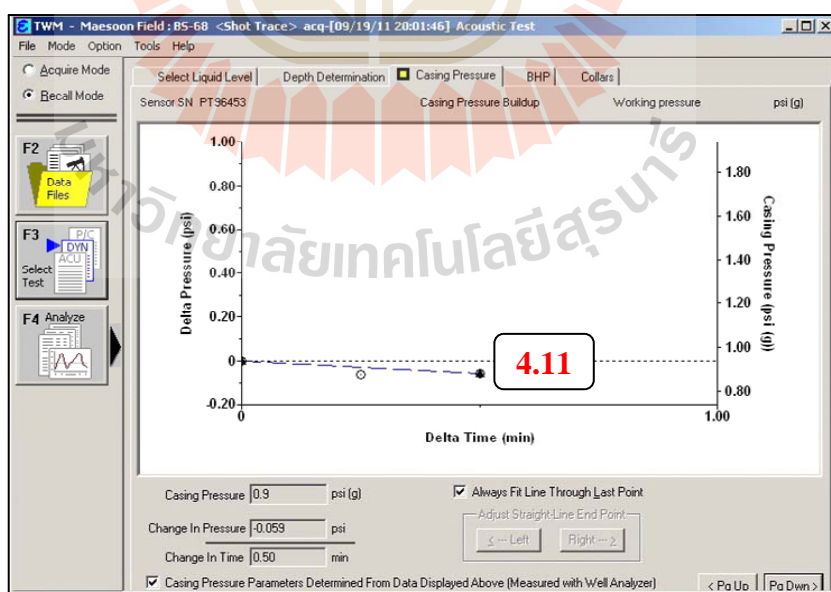 TWM - Maesoon Field : BS-68 <Shot Trace> acq-[09/19/11 20:01:46] Acoustic Test
File Mode Option Tools Help
Acquire Mode
Recall Mode
F2
Data Files
F3
P/C
DYN
ACU
Select Test
F4 Analyze
Select Liquid Level
Depth Determination
Casing Pressure
BHP
Collars
Sensor SN PT96453
Casing Pressure Buildup
Working pressure
psi (g)
Delta Pressure (psi)
1.00
0.80
0.60
0.40
0.20
0
-0.20
0
1.00
1.80
1.60
1.40
1.20
1.00
0.80
Casing Pressure (psi (g))
Delta Time (min)
4.11
มหาวิทยาลัยเทคโนโลยีสุรนารี
Casing Pressure 0.9 psi (g)
Change In Pressure -0.059 psi
Change In Time 0.50 min
Always Fit Line Through Last Point
Adjust Straight-Line End Point
< --- Left
Right --- >
Casing Pressure Parameters Determined From Data Displayed Above (Measured with Well Analyzer)
< Pg Up
Pg Dwn >